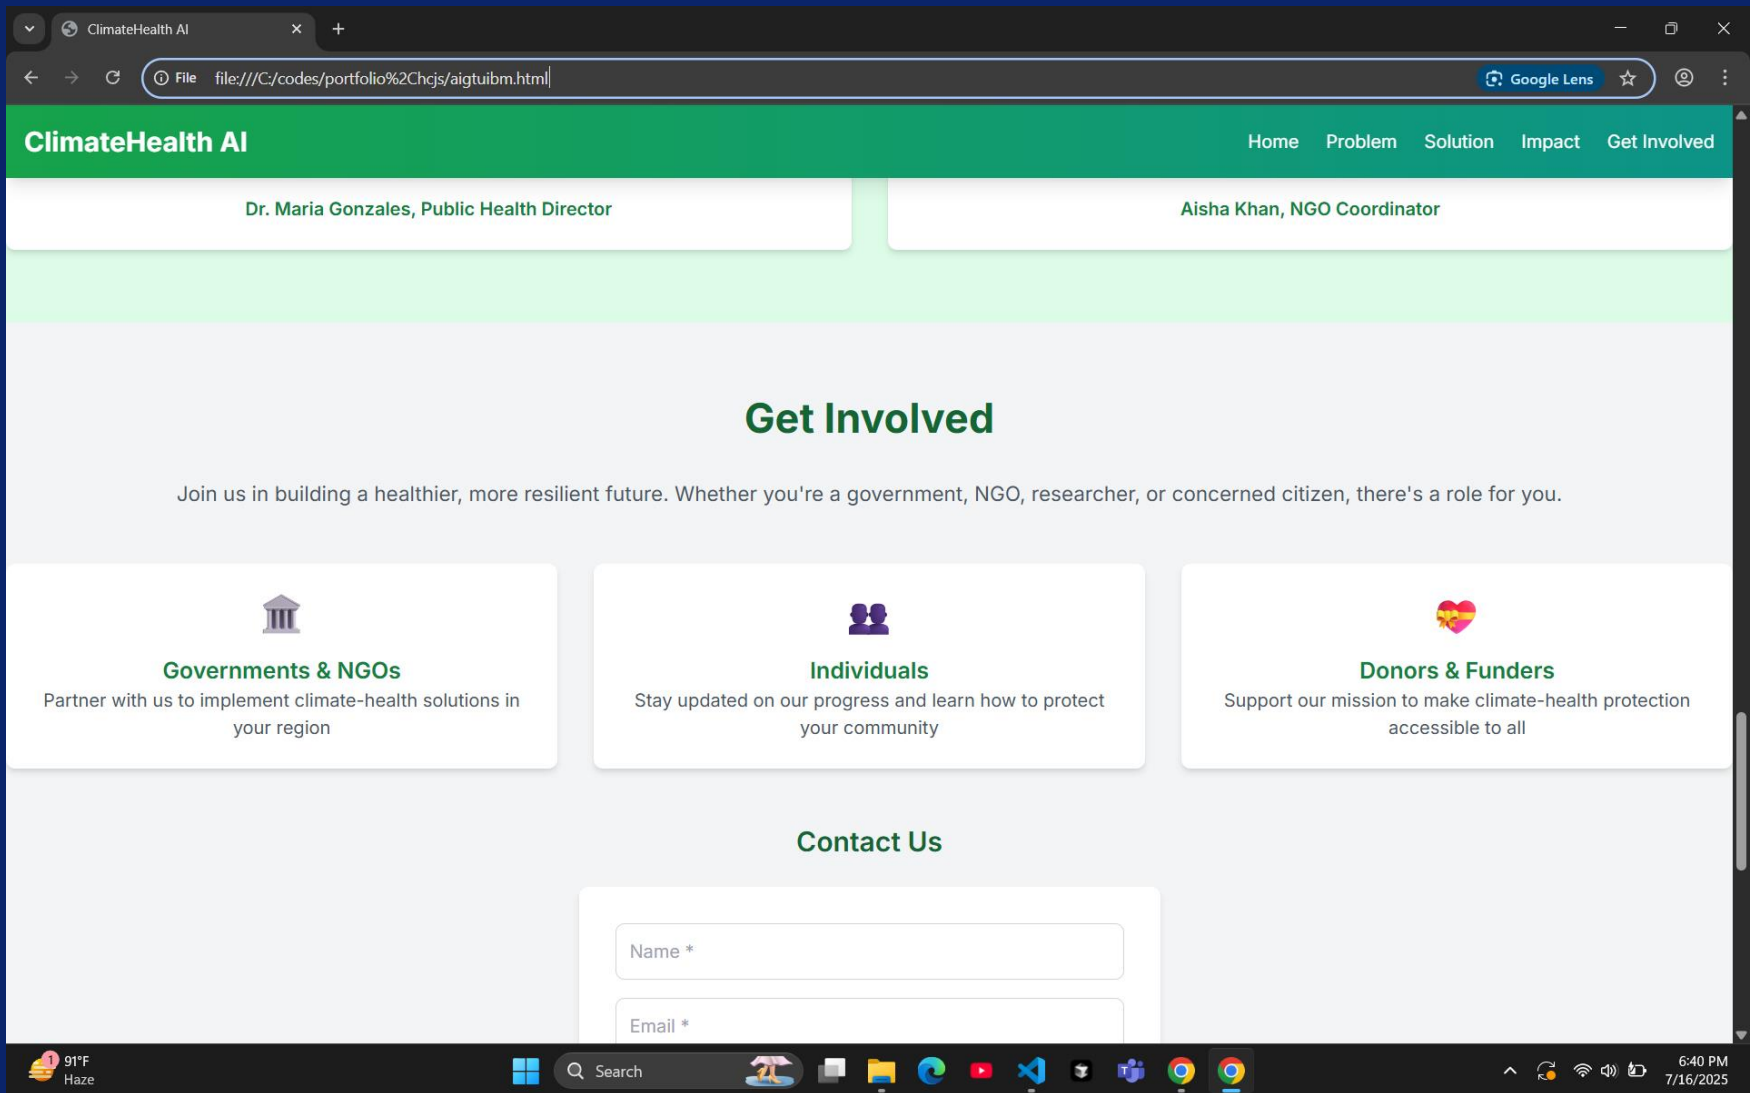 ClimateHealth AI
File
file:///C:/codes/portfolio%2Chcjs/aigtuibm.html
Google Lens
ClimateHealth AI
Home
Problem
Solution
Impact
Get Involved
Dr. Maria Gonzales, Public Health Director
Aisha Khan, NGO Coordinator
Get Involved
Join us in building a healthier, more resilient future. Whether you're a government, NGO, researcher, or concerned citizen, there's a role for you.
Governments & NGOs
Partner with us to implement climate-health solutions in
your region
Individuals
Stay updated on our progress and learn how to protect
your community
Donors & Funders
Support our mission to make climate-health protection
accessible to all
Contact Us
Name *
Email *
1
91°F
Haze
Search
6:40 PM
7/16/2025